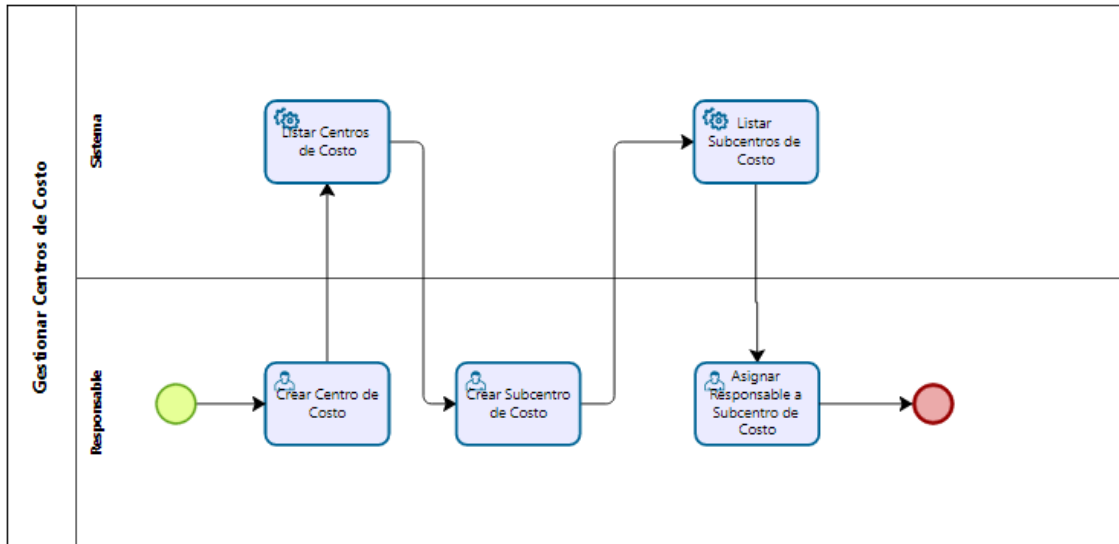 Gestionar Centros de Costo
Sistema
Listar Centros
de Costo
Listar
Subcentros de
Costo
Responsable
Crear Centro de
Costo
Crear Subcentro
de Costo
Asignar
Responsable a
Subcentro de
Costo